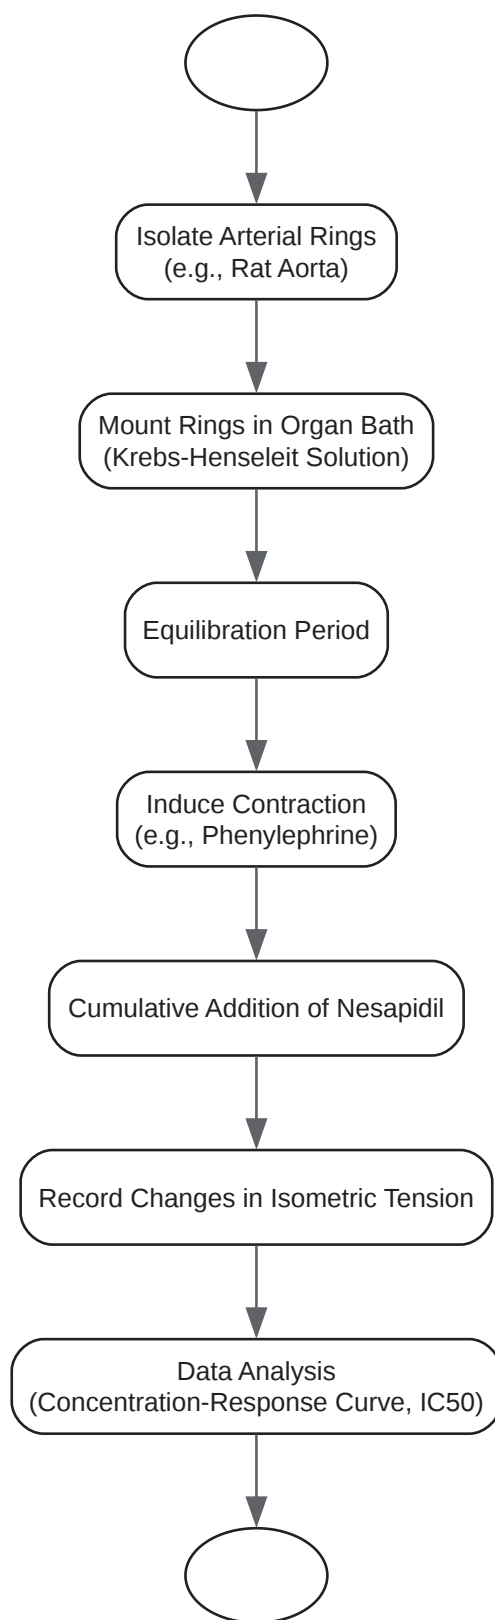 Isolate Arterial Rings
(e.g., Rat Aorta)
Mount Rings in Organ Bath
(Krebs-Henseleit Solution)
Equilibration Period
Induce Contraction
(e.g., Phenylephrine)
Cumulative Addition of Nesapidil
Record Changes in Isometric Tension
Data Analysis
(Concentration-Response Curve, IC50)